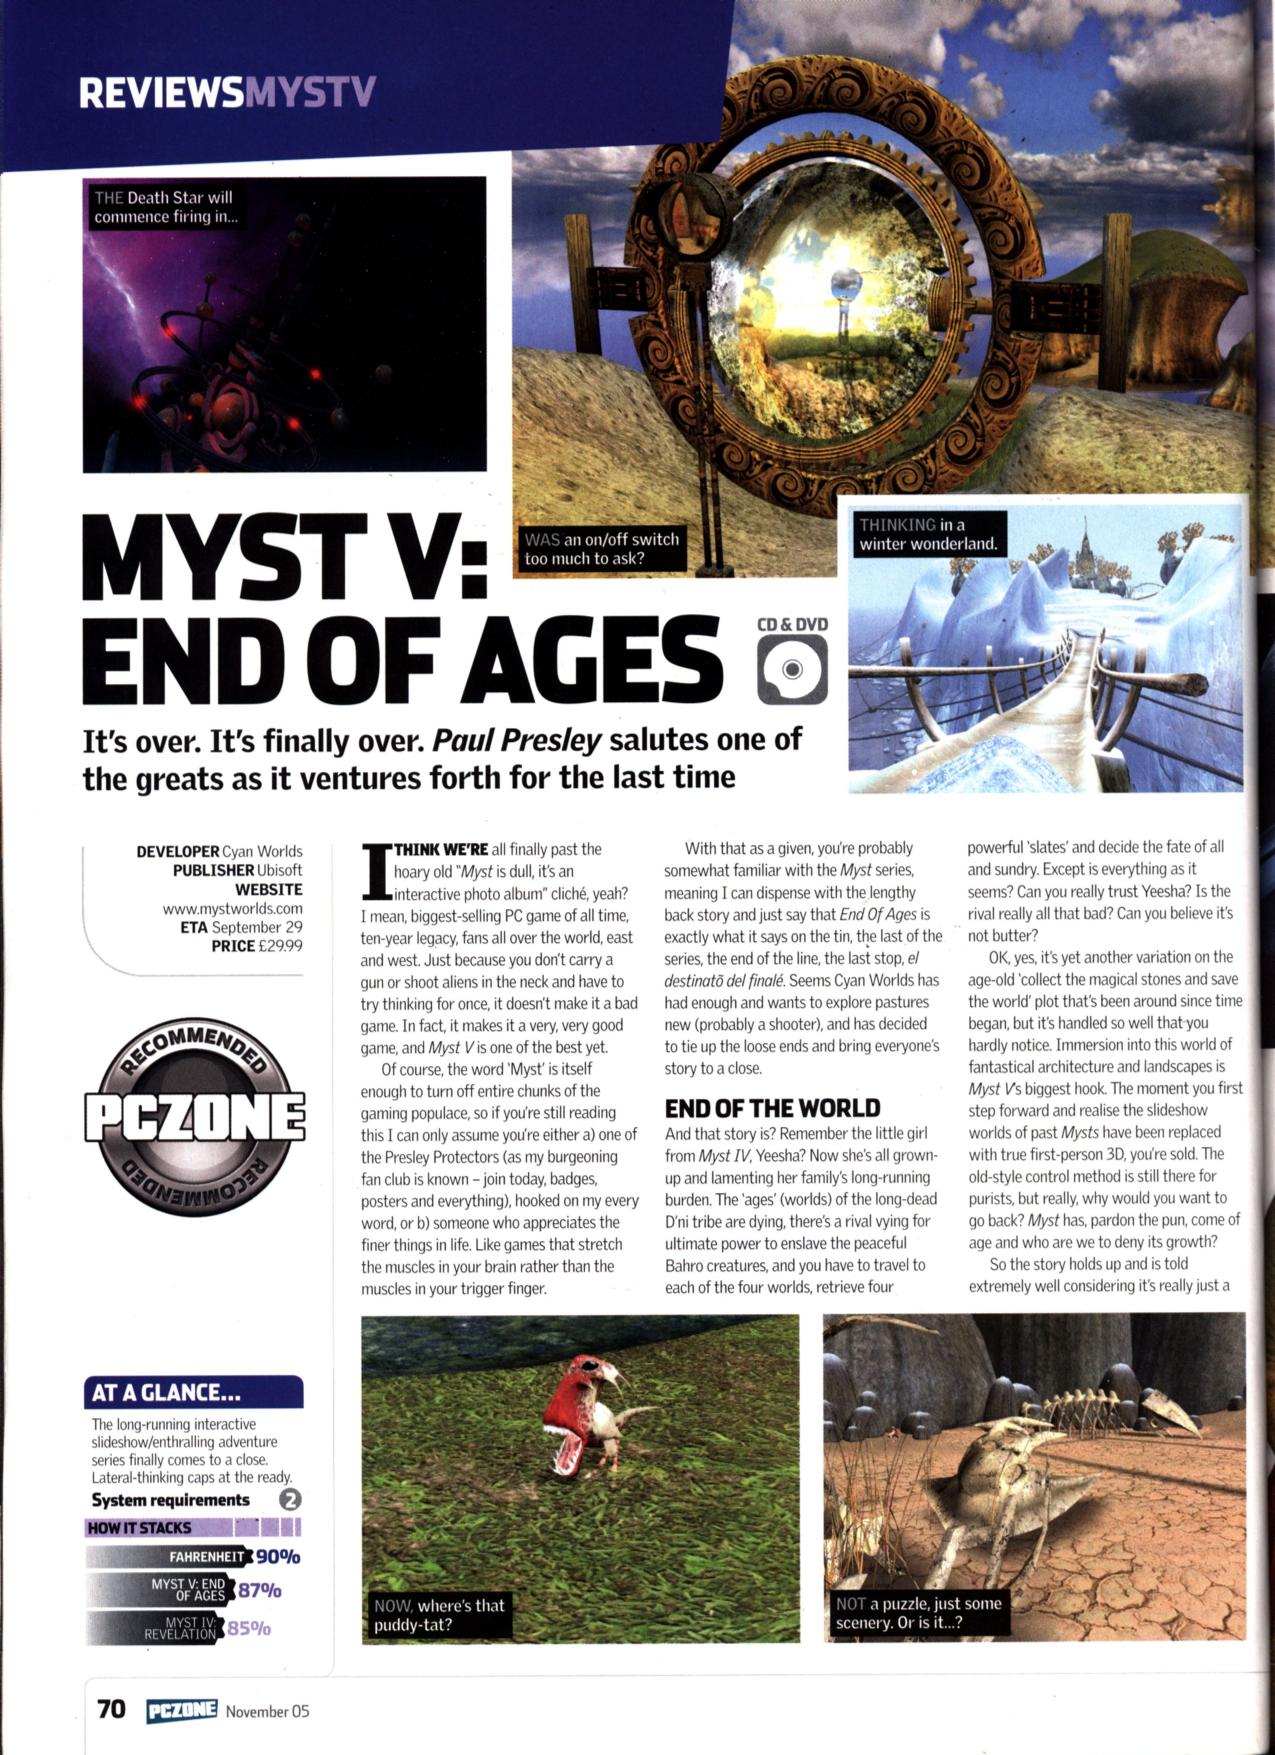 REVIEWSMYSTV
THE Death Star will
commence firing in...
WAS an on/off switch
too much to ask?
THINKING in a
winter wonderland.
MYST V:
END OF AGES
CD & DVD
It's over. It's finally over. Paul Presley salutes one of
the greats as it ventures forth for the last time
DEVELOPER Cyan Worlds
PUBLISHER Ubisoft
WEBSITE
www.mystworlds.com
ETA September 29
PRICE £29.99
RECOMMENDED
PCZONE
RECOMMENDED
AT A GLANCE...
The long-running interactive
slideshow/enthralling adventure
series finally comes to a close.
Lateral-thinking caps at the ready.
System requirements 2
HOW IT STACKS
FAHRENHEIT 90%
MYST V: END
OF AGES 87%
MYST IV:
REVELATION 85%
I THINK WE'RE all finally past the
hoary old "Myst is dull, it's an
interactive photo album" cliché, yeah?
I mean, biggest-selling PC game of all time,
ten-year legacy, fans all over the world, east
and west. Just because you don't carry a
gun or shoot aliens in the neck and have to
try thinking for once, it doesn't make it a bad
game. In fact, it makes it a very, very good
game, and Myst V is one of the best yet.
Of course, the word 'Myst' is itself
enough to turn off entire chunks of the
gaming populace, so if you're still reading
this I can only assume you're either a) one of
the Presley Protectors (as my burgeoning
fan club is known – join today, badges,
posters and everything), hooked on my every
word, or b) someone who appreciates the
finer things in life. Like games that stretch
the muscles in your brain rather than the
muscles in your trigger finger.
With that as a given, you're probably
somewhat familiar with the Myst series,
meaning I can dispense with the lengthy
back story and just say that End Of Ages is
exactly what it says on the tin, the last of the
series, the end of the line, the last stop, el
destinatō del finalé. Seems Cyan Worlds has
had enough and wants to explore pastures
new (probably a shooter), and has decided
to tie up the loose ends and bring everyone's
story to a close.
END OF THE WORLD
And that story is? Remember the little girl
from Myst IV, Yeesha? Now she's all grown-
up and lamenting her family's long-running
burden. The 'ages' (worlds) of the long-dead
D'ni tribe are dying, there's a rival vying for
ultimate power to enslave the peaceful
Bahro creatures, and you have to travel to
each of the four worlds, retrieve four
powerful 'slates' and decide the fate of all
and sundry. Except is everything as it
seems? Can you really trust Yeesha? Is the
rival really all that bad? Can you believe it's
not butter?
OK, yes, it's yet another variation on the
age-old 'collect the magical stones and save
the world' plot that's been around since time
began, but it's handled so well that you
hardly notice. Immersion into this world of
fantastical architecture and landscapes is
Myst V's biggest hook. The moment you first
step forward and realise the slideshow
worlds of past Mysts have been replaced
with true first-person 3D, you're sold. The
old-style control method is still there for
purists, but really, why would you want to
go back? Myst has, pardon the pun, come of
age and who are we to deny its growth?
So the story holds up and is told
extremely well considering it's really just a
NOW, where's that
puddy-tat?
NOT a puzzle, just some
scenery. Or is it...?
70 PCZONE November 05